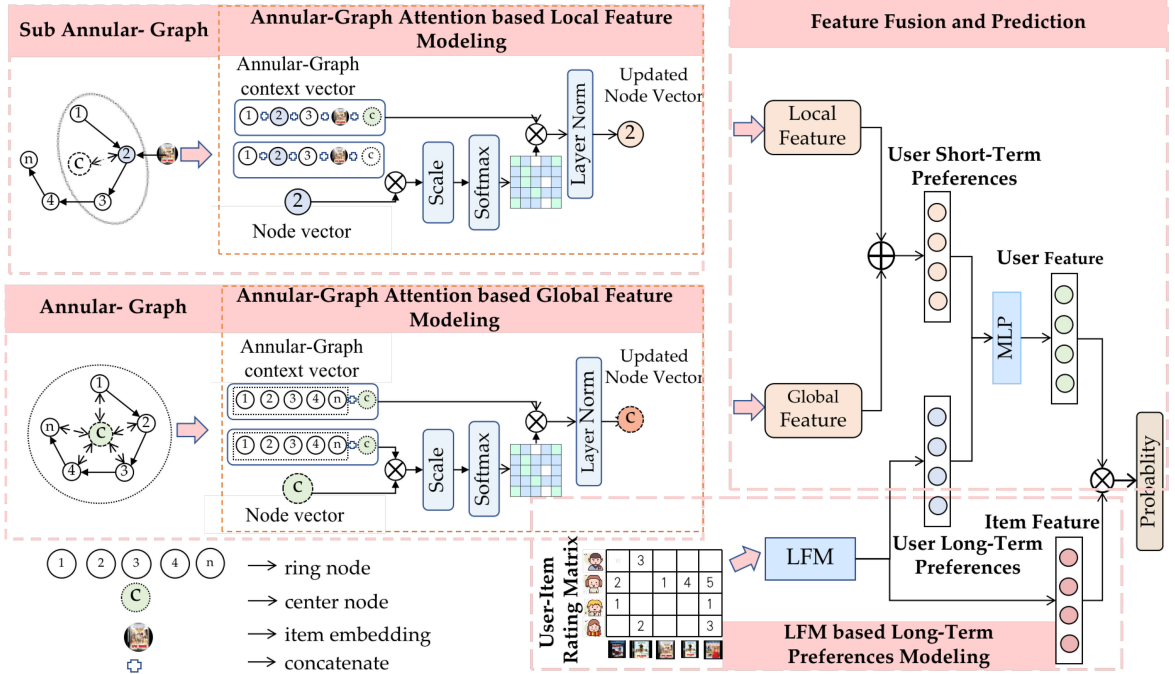 Sub Annular- Graph
Annular-Graph Attention based Local Feature
Modeling
Annular-Graph
context vector
1 2 3 c
1 2 3 c
2
Node vector
Scale
Softmax
Layer Norm
Updated
Node Vector
2
1
2
3
4
n
c
Annular- Graph
Annular-Graph Attention based Global Feature
Modeling
Annular-Graph
context vector
1 2 3 4 n c
1 2 3 4 n c
c
Node vector
Scale
Softmax
Layer Norm
Updated
Node Vector
c
1
2
3
4
n
c
1 2 3 4 n
ring node
c
center node
item embedding
concatenate
Feature Fusion and Prediction
Local
Feature
Global
Feature
User Short-Term
Preferences
MLP
User Feature
Probability
User Long-Term
Preferences
Item Feature
LFM
User-Item
Rating Matrix
3
2 1 4 5
1 1
2 3
LFM based Long-Term
Preferences Modeling